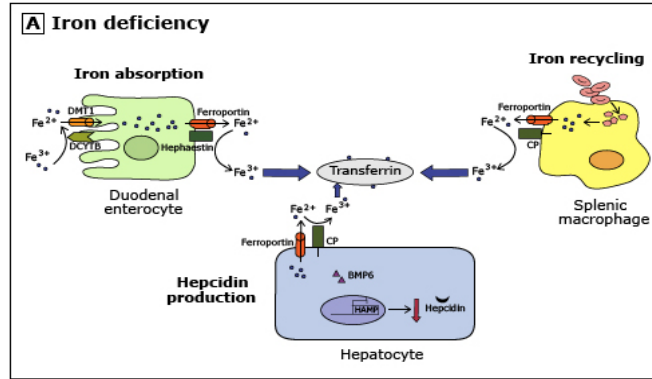 A Iron deficiency
Iron absorption
Iron recycling
DMT1
Fe2+
DCYTB
Fe3+
Ferroportin
Fe2+
Hephaestin
Fe3+
Duodenal
enterocyte
Transferrin
Ferroportin
Fe2+
CP
Fe3+
Splenic
macrophage
Fe2+
Fe3+
Ferroportin
CP
Hepcidin
production
BMP6
HAMP
Hepcidin
Hepatocyte